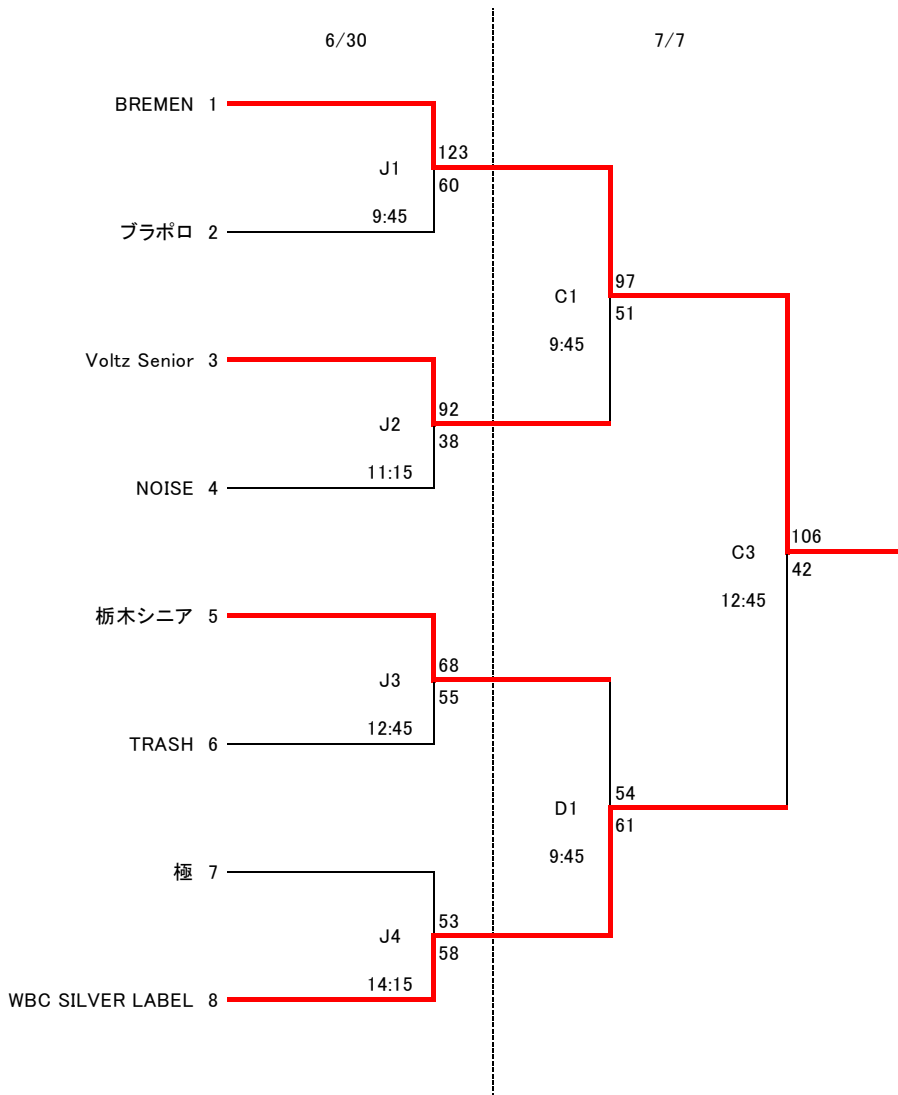 6/30
7/7
BREMEN 1
123
J1
60
9:45
ブラポロ 2
97
C1
51
9:45
Voltz Senior 3
92
J2
38
11:15
NOISE 4
106
C3
42
12:45
栃木シニア 5
68
J3
55
12:45
TRASH 6
54
D1
61
9:45
極 7
53
J4
58
14:15
WBC SILVER LABEL 8